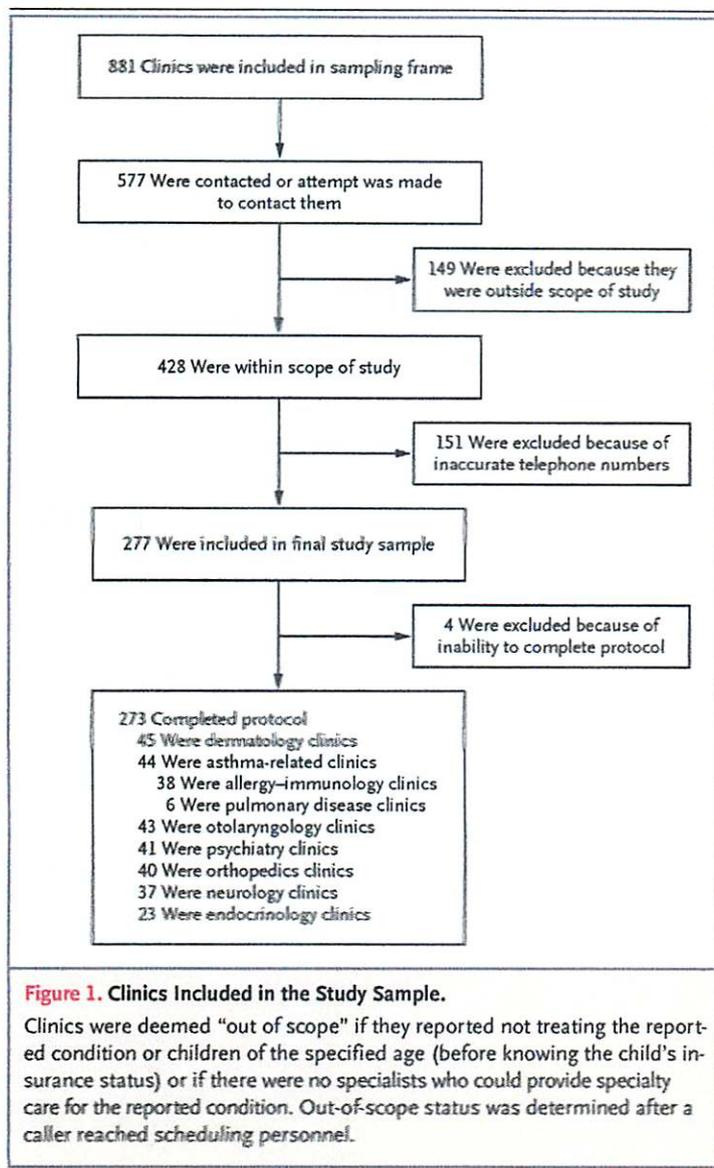 881 Clinics were included in sampling frame
577 Were contacted or attempt was made
to contact them
149 Were excluded because they
were outside scope of study
428 Were within scope of study
151 Were excluded because of
inaccurate telephone numbers
277 Were included in final study sample
4 Were excluded because of
inability to complete protocol
273 Completed protocol
45 Were dermatology clinics
44 Were asthma-related clinics
38 Were allergy–immunology clinics
6 Were pulmonary disease clinics
43 Were otolaryngology clinics
41 Were psychiatry clinics
40 Were orthopedics clinics
37 Were neurology clinics
23 Were endocrinology clinics
Figure 1. Clinics Included in the Study Sample.
Clinics were deemed “out of scope” if they reported not treating the report-
ed condition or children of the specified age (before knowing the child’s in-
surance status) or if there were no specialists who could provide specialty
care for the reported condition. Out-of-scope status was determined after a
caller reached scheduling personnel.